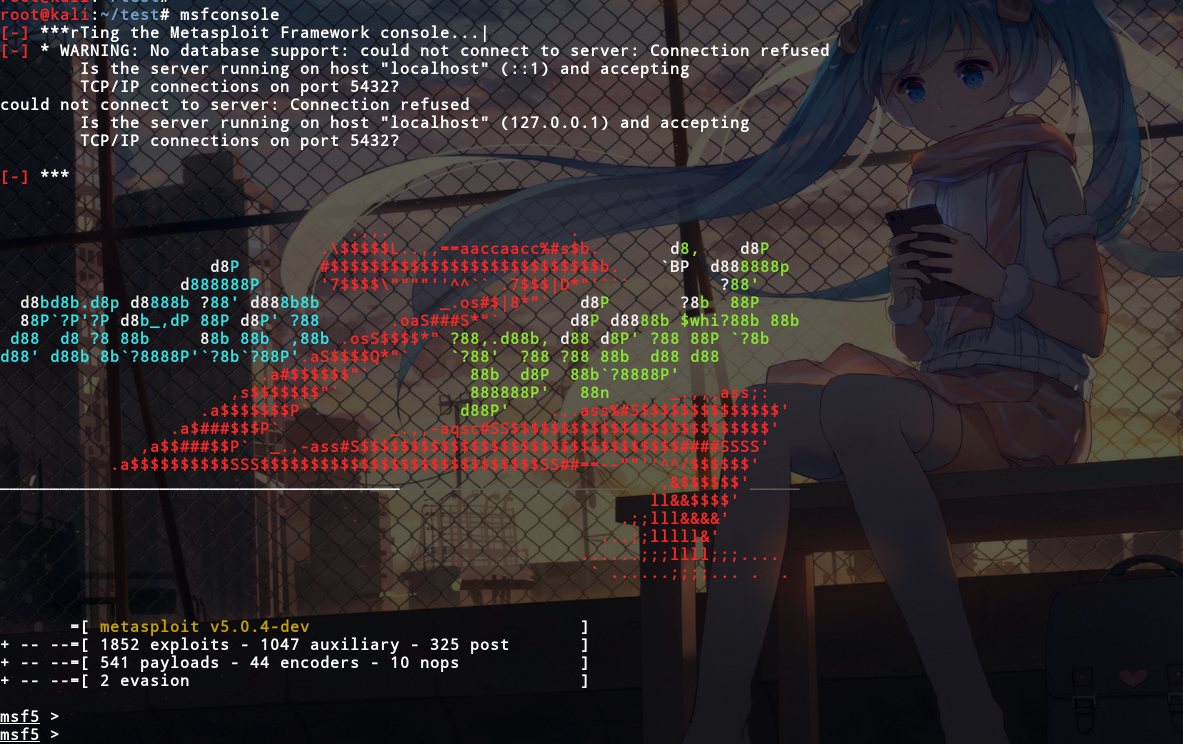 root@kali:~/test#
root@kali:~/test# msfconsole
[-] ***rTing the Metasploit Framework console...|
[-] * WARNING: No database support: could not connect to server: Connection refused
        Is the server running on host "localhost" (::1) and accepting
        TCP/IP connections on port 5432?
could not connect to server: Connection refused
        Is the server running on host "localhost" (127.0.0.1) and accepting
        TCP/IP connections on port 5432?
[-] ***
       =[ metasploit v5.0.4-dev                           ]
+ -- --=[ 1852 exploits - 1047 auxiliary - 325 post       ]
+ -- --=[ 541 payloads - 44 encoders - 10 nops            ]
+ -- --=[ 2 evasion                                       ]
msf5 >
msf5 >